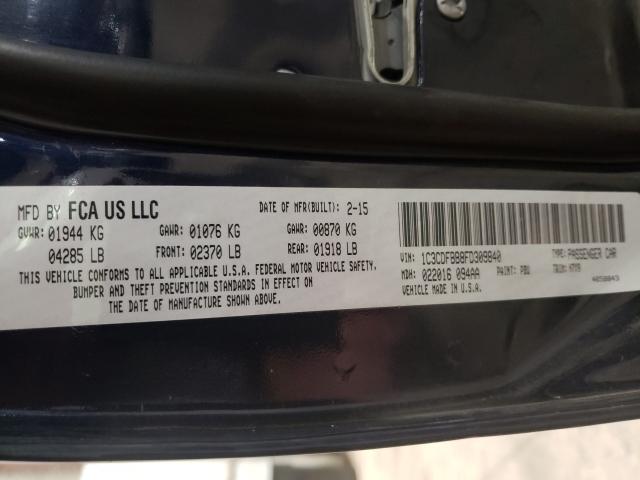 MFD BY FCA US LLC DATE OF MFR(BUILT): 2-15
GVWR: 01944 KG GAWR: 01076 KG GAWR: 00870 KG
04285 LB FRONT: 02370 LB REAR: 01918 LB
THIS VEHICLE CONFORMS TO ALL APPLICABLE U.S.A. FEDERAL MOTOR VEHICLE SAFETY,
BUMPER AND THEFT PREVENTION STANDARDS IN EFFECT ON
THE DATE OF MANUFACTURE SHOWN ABOVE.
VIN: 1C3CDFBB8FD309840 TYPE: PASSENGER CAR
MDH: 022016 094AA PAINT: PBU TRIM:
VEHICLE MADE IN U.S.A.